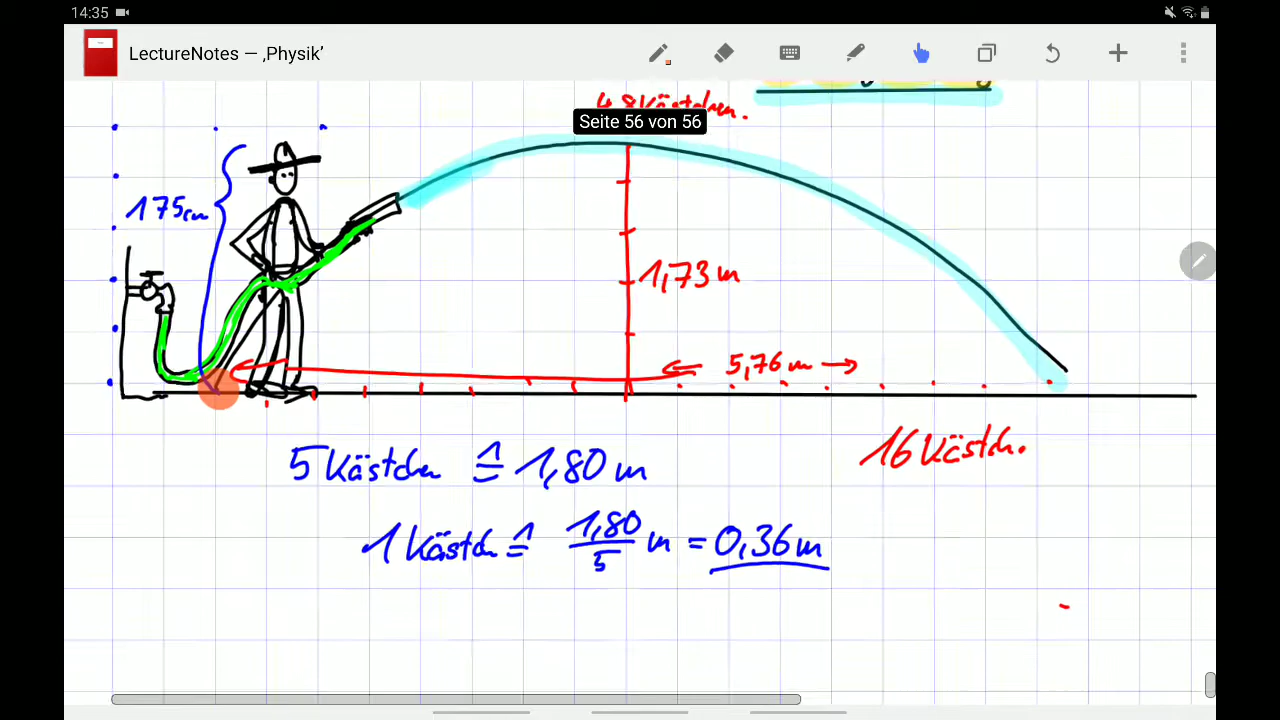 14:35
LectureNotes — ‚Physik’
Seite 56 von 56
175cm
1,73 m
5,76 m
16 Kästch.
5 Kästchen ≙ 1,80 m
1 Kästch ≙ 1,80/5 m = 0,36 m